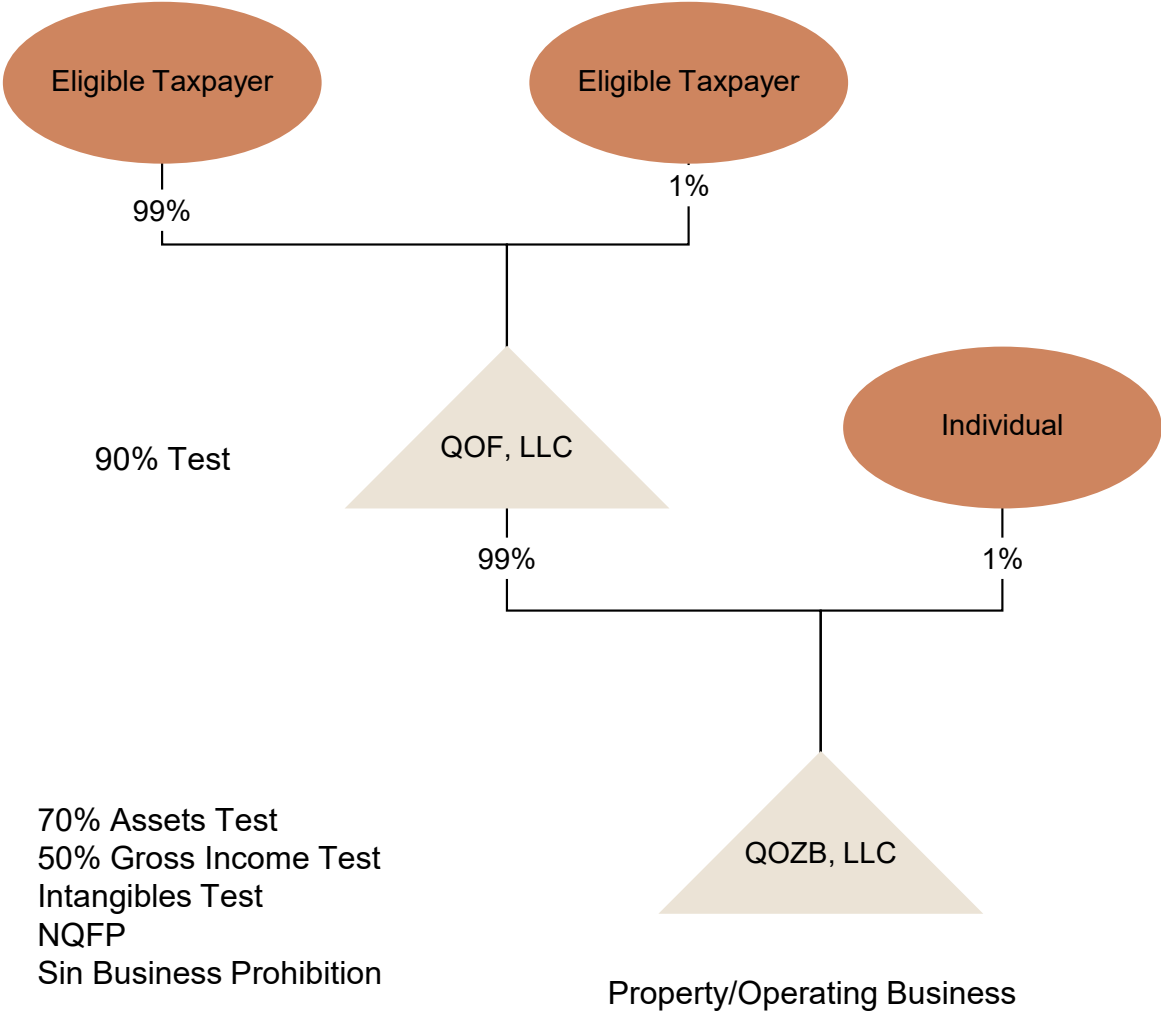 Eligible Taxpayer
Eligible Taxpayer
99%
1%
90% Test
QOF, LLC
Individual
99%
1%
70% Assets Test
50% Gross Income Test
Intangibles Test
NQFP
Sin Business Prohibition
QOZB, LLC
Property/Operating Business